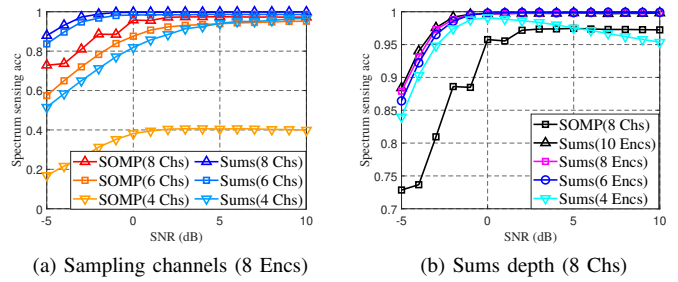 1
0.8
0.6
0.4
0.2
0
Spectrum sensing acc
-5
0
5
10
SNR (dB)
SOMP(8 Chs)
SOMP(6 Chs)
SOMP(4 Chs)
Sums(8 Chs)
Sums(6 Chs)
Sums(4 Chs)
(a) Sampling channels (8 Encs)
1
0.95
0.9
0.85
0.8
0.75
0.7
Spectrum sensing acc
-5
0
5
10
SNR (dB)
SOMP(8 Chs)
Sums(10 Encs)
Sums(8 Encs)
Sums(6 Encs)
Sums(4 Encs)
(b) Sums depth (8 Chs)